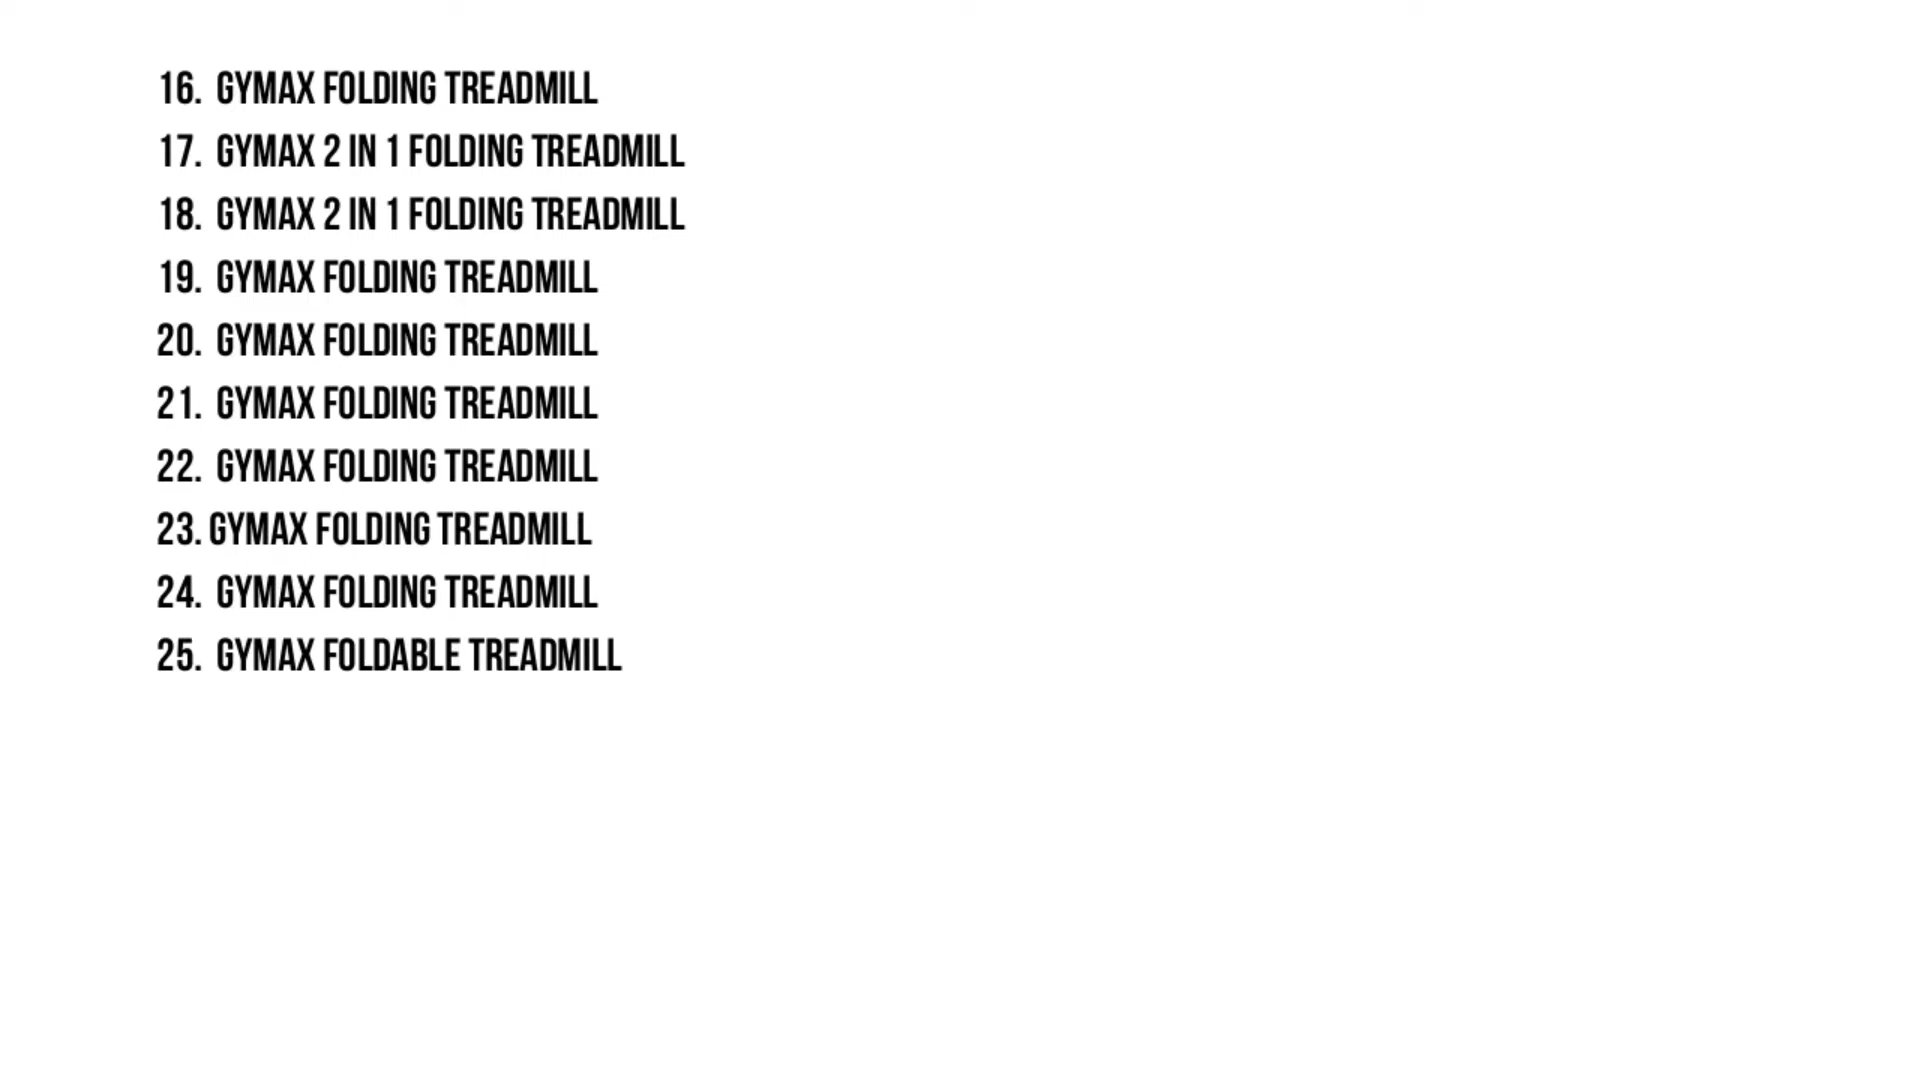 16. GYMAX FOLDING TREADMILL
17. GYMAX 2 IN 1 FOLDING TREADMILL
18. GYMAX 2 IN 1 FOLDING TREADMILL
19. GYMAX FOLDING TREADMILL
20. GYMAX FOLDING TREADMILL
21. GYMAX FOLDING TREADMILL
22. GYMAX FOLDING TREADMILL
23. GYMAX FOLDING TREADMILL
24. GYMAX FOLDING TREADMILL
25. GYMAX FOLDABLE TREADMILL